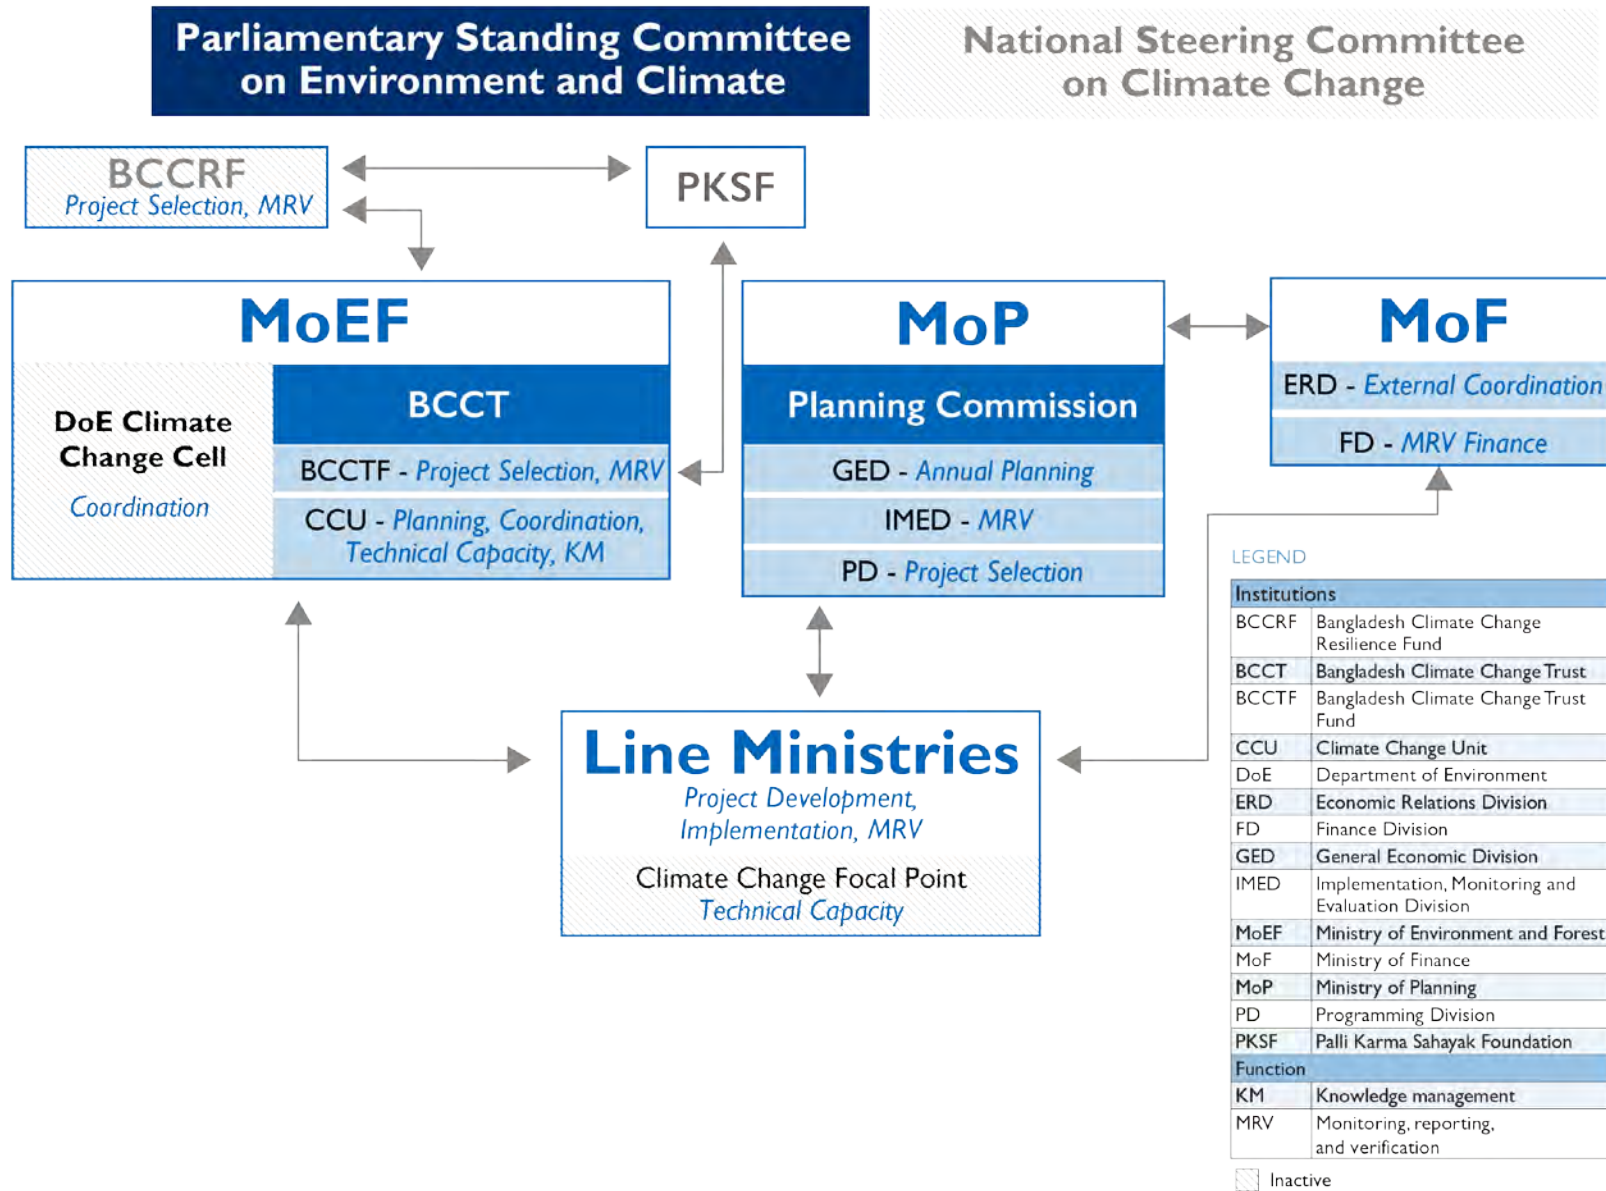 Parliamentary Standing Committee
on Environment and Climate
National Steering Committee
on Climate Change
BCCRF
Project Selection, MRV
PKSF
MoEF
DoE Climate
Change Cell
Coordination
BCCT
BCCTF - Project Selection, MRV
CCU - Planning, Coordination,
Technical Capacity, KM
MoP
Planning Commission
GED - Annual Planning
IMED - MRV
PD - Project Selection
MoF
ERD - External Coordination
FD - MRV Finance
Line Ministries
Project Development,
Implementation, MRV
Climate Change Focal Point
Technical Capacity
LEGEND
Institutions
BCCRF Bangladesh Climate Change
Resilience Fund
BCCT Bangladesh Climate Change Trust
BCCTF Bangladesh Climate Change Trust
Fund
CCU Climate Change Unit
DoE Department of Environment
ERD Economic Relations Division
FD Finance Division
GED General Economic Division
IMED Implementation, Monitoring and
Evaluation Division
MoEF Ministry of Environment and Forest
MoF Ministry of Finance
MoP Ministry of Planning
PD Programming Division
PKSF Palli Karma Sahayak Foundation
Function
KM Knowledge management
MRV Monitoring, reporting,
and verification
Inactive